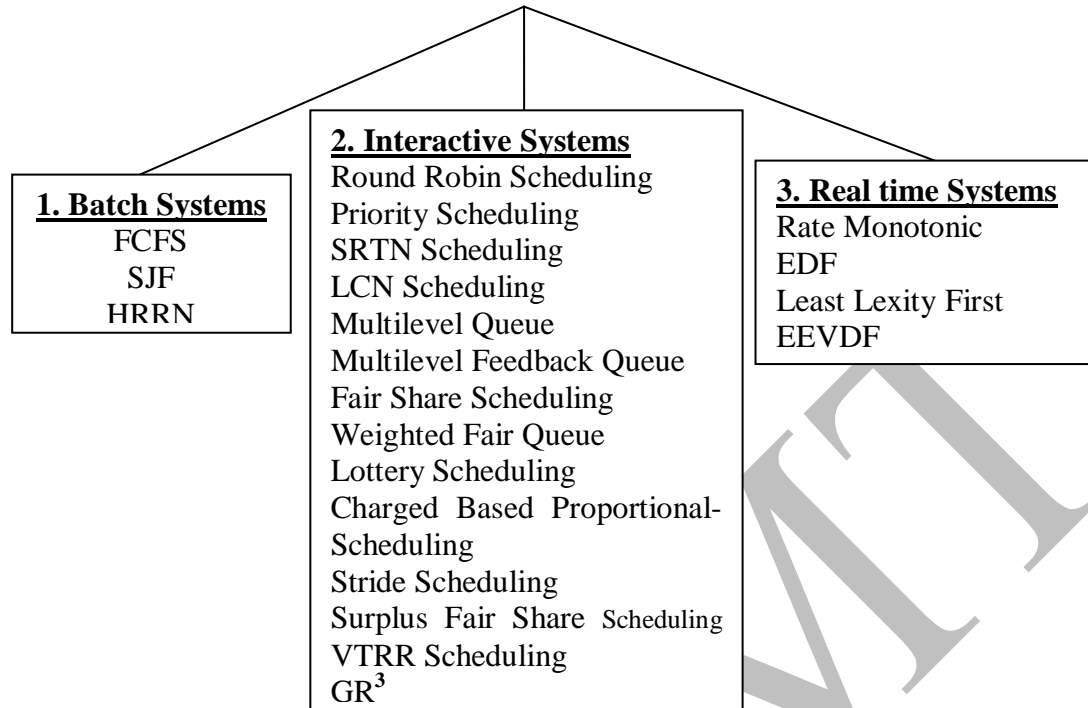 1. Batch Systems
FCFS
SJF
HRRN
2. Interactive Systems
Round Robin Scheduling
Priority Scheduling
SRTN Scheduling
LCN Scheduling
Multilevel Queue
Multilevel Feedback Queue
Fair Share Scheduling
Weighted Fair Queue
Lottery Scheduling
Charged Based Proportional-
Scheduling
Stride Scheduling
Surplus Fair Share Scheduling
VTRR Scheduling
GR³
3. Real time Systems
Rate Monotonic
EDF
Least Lexity First
EEVDF
MT